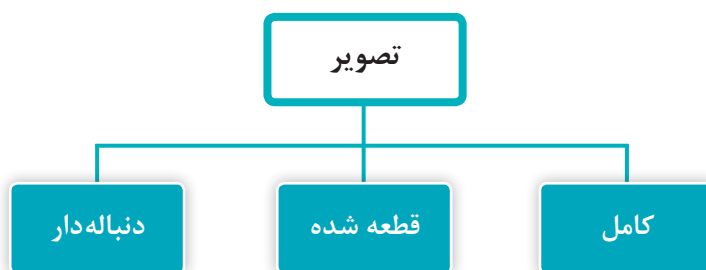 تصویر
کامل
قطعه شده
دنباله‌دار